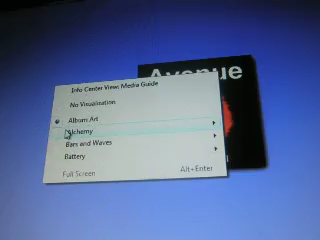 Avenue
Info Center View: Media Guide
No Visualization
Album Art
Alchemy
Bars and Waves
Battery
Full Screen Alt+Enter